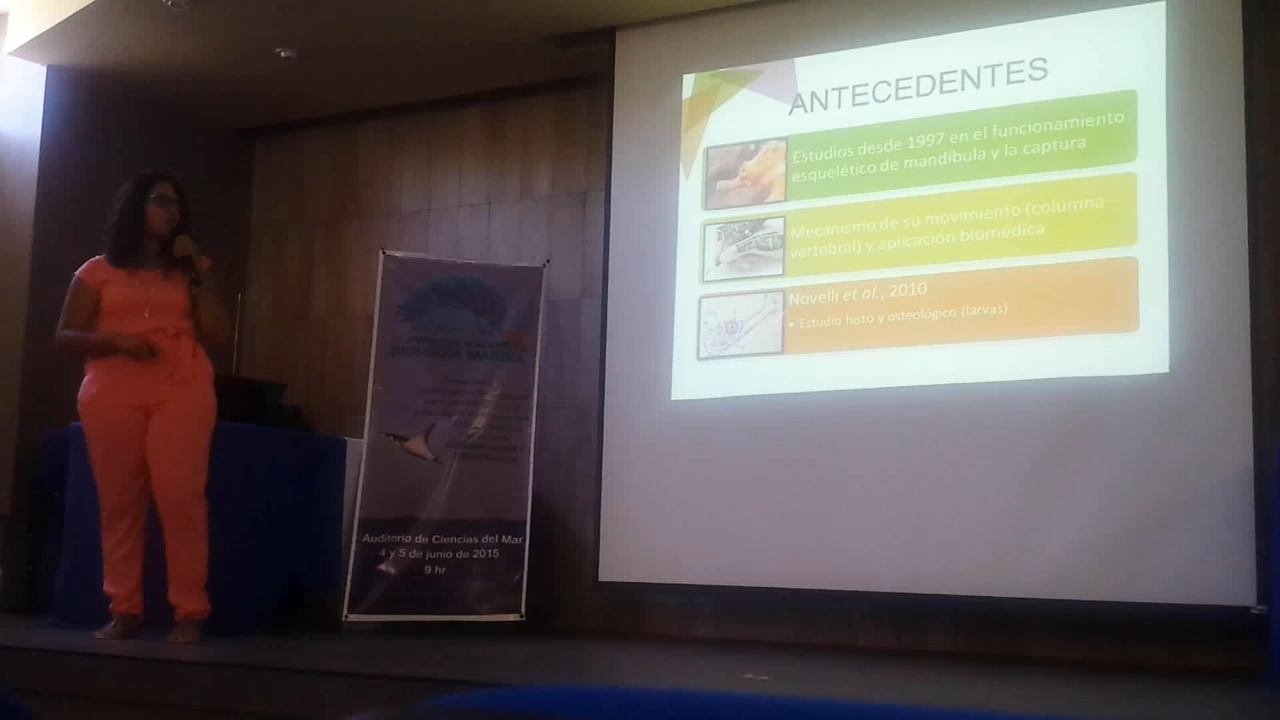 ANTECEDENTES
Estudios desde 1997 en el funcionamiento
esquelético de mandíbula y la captura
Mecanismo de su movimiento (columna
vertebral) y aplicación biomédica
Novelli et al., 2010
• Estudio histo y osteológico (larvas)
BIOLOGÍA MARINA
Auditorio de Ciencias del Mar
4 y 5 de junio de 2015
9 hr